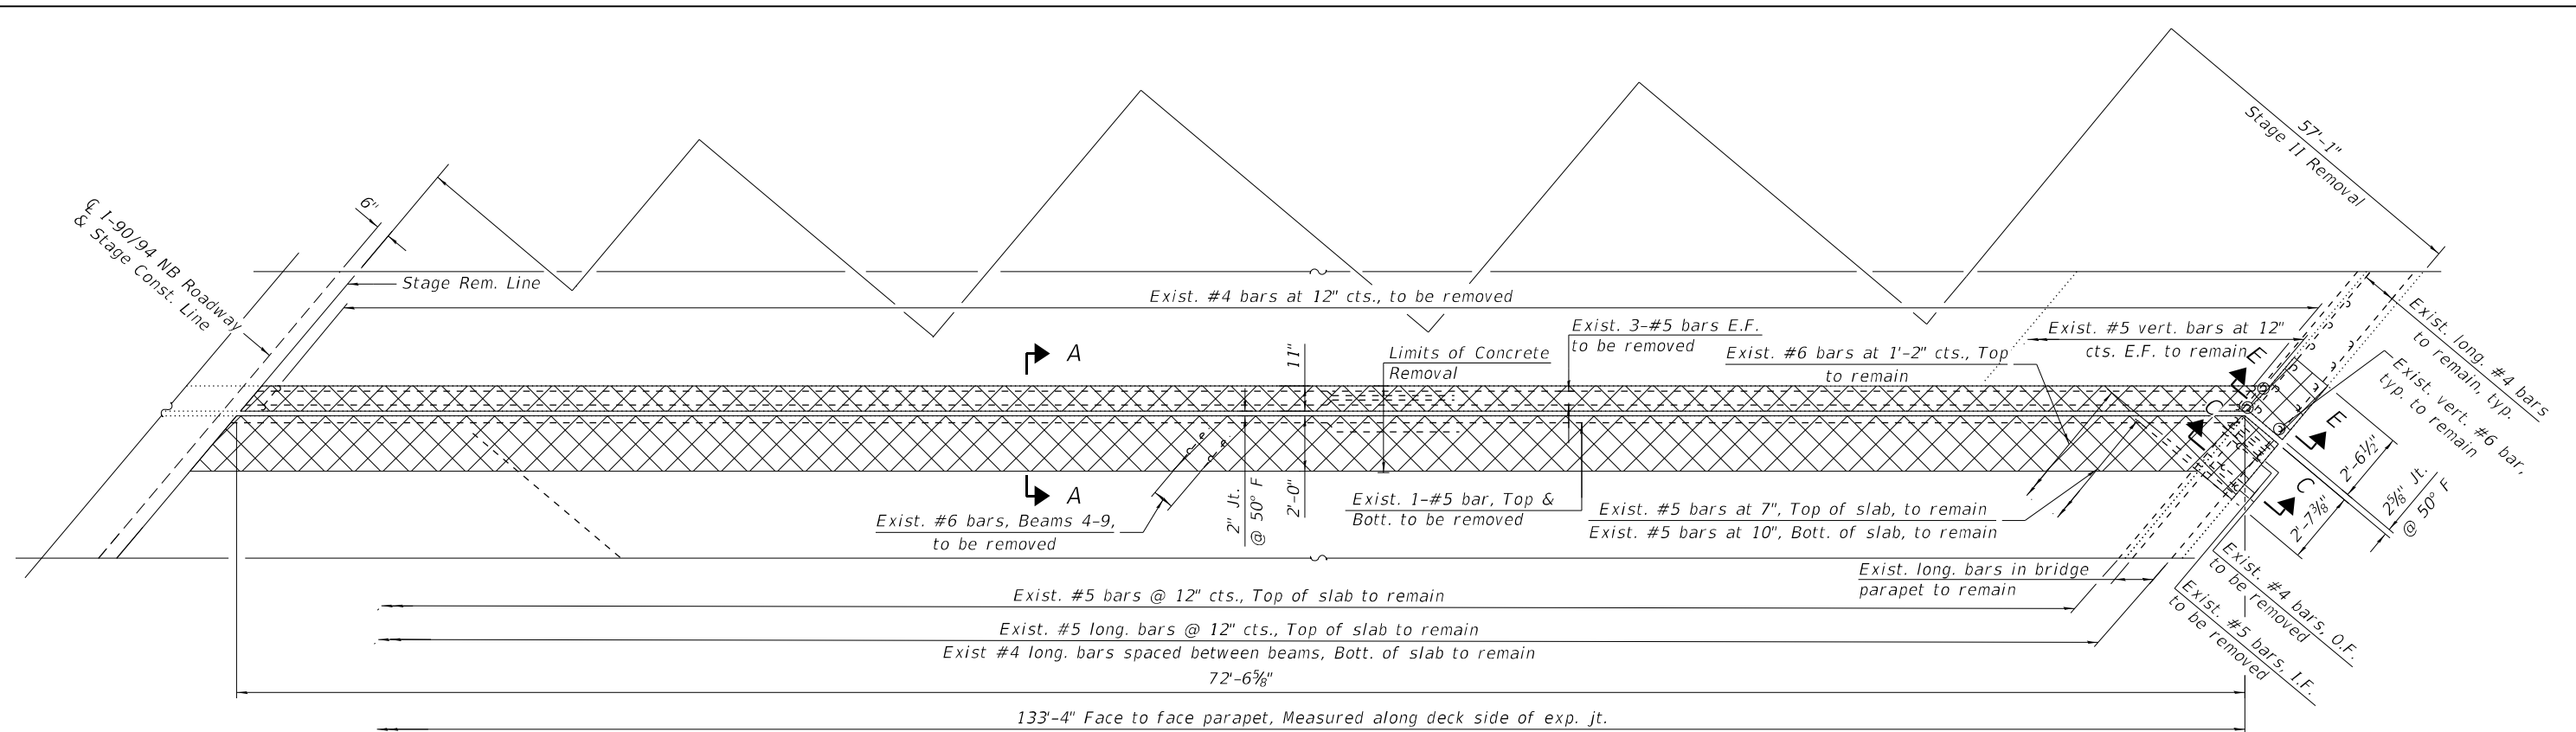 57'-1"
Stage II Removal
6"
℄ I-90/94 NB Roadway
& Stage Const. Line
Stage Rem. Line
Exist. #4 bars at 12" cts., to be removed
A
11"
Limits of Concrete
Removal
Exist. 3-#5 bars E.F.
to be removed
Exist. #6 bars at 1'-2" cts., Top
to remain
Exist. #5 vert. bars at 12"
cts. E.F. to remain
Exist. long. #4 bars
to remain, typ.
Exist. vert. #6 bar,
typ. to remain
E
C
E
C
2'-6½"
2⅝" Jt.
@ 50° F
2'-7⅜"
A
Exist. #6 bars, Beams 4-9,
to be removed
2" Jt.
@ 50° F
2'-0"
Exist. 1-#5 bar, Top &
Bott. to be removed
Exist. #5 bars at 7", Top of slab, to remain
Exist. #5 bars at 10", Bott. of slab, to remain
Exist. long. bars in bridge
parapet to remain
Exist. #4 bars, O.F.
to be removed
Exist. #5 bars, I.F.
to be removed
Exist. #5 bars @ 12" cts., Top of slab to remain
Exist. #5 long. bars @ 12" cts., Top of slab to remain
Exist #4 long. bars spaced between beams, Bott. of slab to remain
72'-6⅝"
133'-4" Face to face parapet, Measured along deck side of exp. jt.